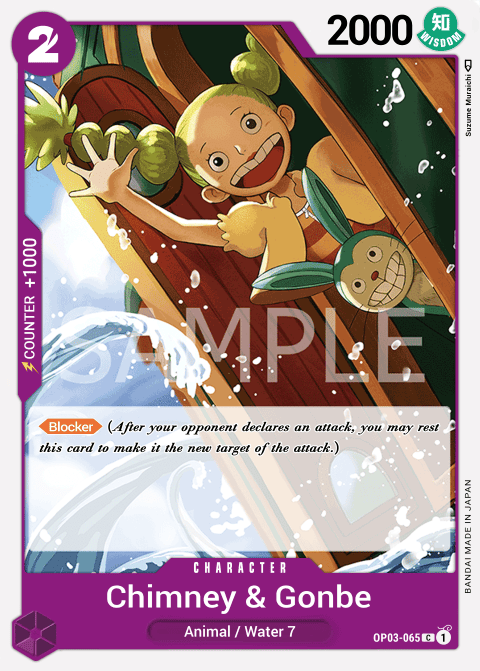 2
2000
知
WISDOM
Suzume Muraichi
COUNTER +1000
SAMPLE
Blocker (After your opponent declares an attack, you may rest
this card to make it the new target of the attack.)
CHARACTER
Chimney & Gonbe
Animal / Water 7
OP03-065 C 1
BANDAI MADE IN JAPAN